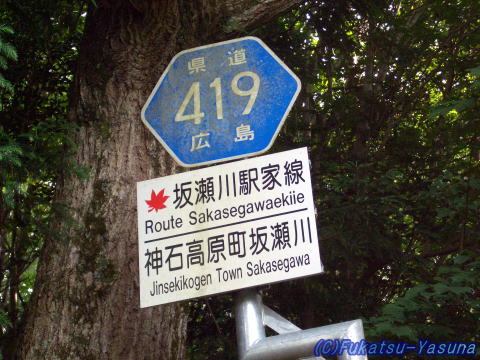 県道
419
広島
坂瀬川駅家線
Route Sakasegawaekiie
神石高原町坂瀬川
Jinsekikogen Town Sakasegawa
(C)Fukatsu-Yasuna